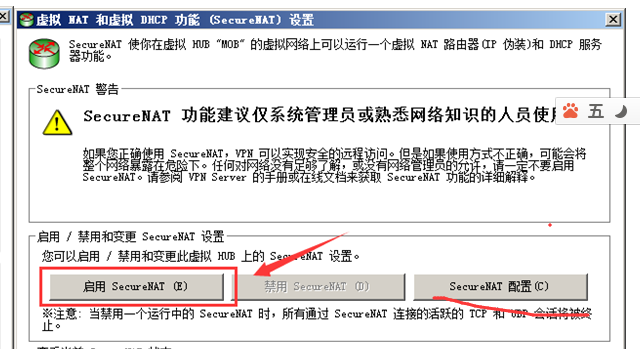 虚拟 NAT 和虚拟 DHCP 功能 (SecureNAT) 设置
SecureNAT 使你在虚拟 HUB "MOB" 的虚拟网络上可以运行一个虚拟 NAT 路由器(IP 伪装)和 DHCP 服务
器功能。
SecureNAT 警告
SecureNAT 功能建议仅系统管理员或熟悉网络知识的人员使用
五
如果您正确使用 SecureNAT, VPN 可以实现安全的远程访问。但是如果使用方式不正确，可能会将
整个网络暴露在危险下。任何对网络没有足够了解，或没有网络管理员的允许，请一定不要启用
SecureNAT。请参阅 VPN Server 的手册或在线文档来获取 SecureNAT 功能的详细解释。
启用 / 禁用和变更 SecureNAT 设置
您可以启用 / 禁用和变更此虚拟 HUB 上的 SecureNAT 设置。
启用 SecureNAT (E)
禁用 SecureNAT (D)
SecureNAT 配置(C)
※注意: 当禁用一个运行中的 SecureNAT 时，所有通过 SecureNAT 连接的活跃的 TCP 和 UDP 会话将被终
止。